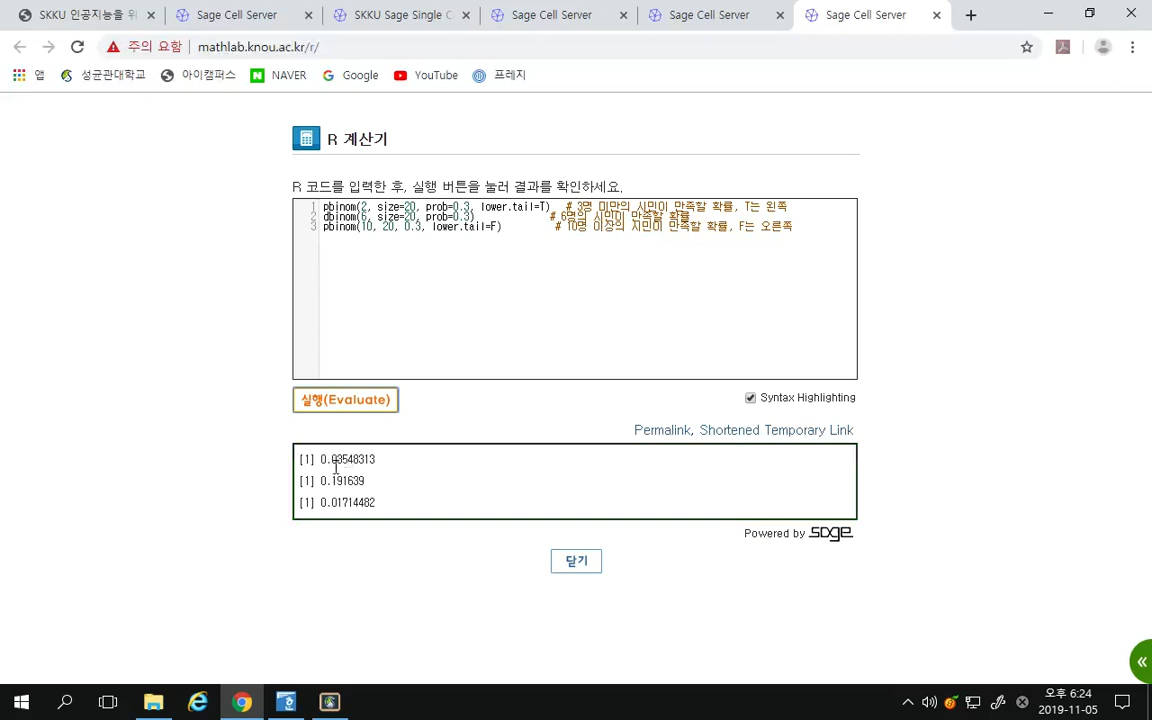 SKKU 인공지능을 위
Sage Cell Server
SKKU Sage Single C
Sage Cell Server
Sage Cell Server
Sage Cell Server
주의 요함 mathlab.knou.ac.kr/r/
앱 성균관대학교 아이캠퍼스 NAVER Google YouTube 프레지
R 계산기
R 코드를 입력한 후, 실행 버튼을 눌러 결과를 확인하세요.
1 pbinom(2, size=20, prob=0.3, lower.tail=T) # 3명 미만의 시민이 만족할 확률, T는 왼쪽
2 dbinom(6, size=20, prob=0.3) # 6명의 시민이 만족할 확률
3 pbinom(10, 20, 0.3, lower.tail=F) # 10명 이상의 시민이 만족할 확률, F는 오른쪽
실행(Evaluate)
Syntax Highlighting
Permalink, Shortened Temporary Link
[1] 0.03548313
[1] 0.191639
[1] 0.01714482
Powered by sage
닫기
오후 6:24
2019-11-05